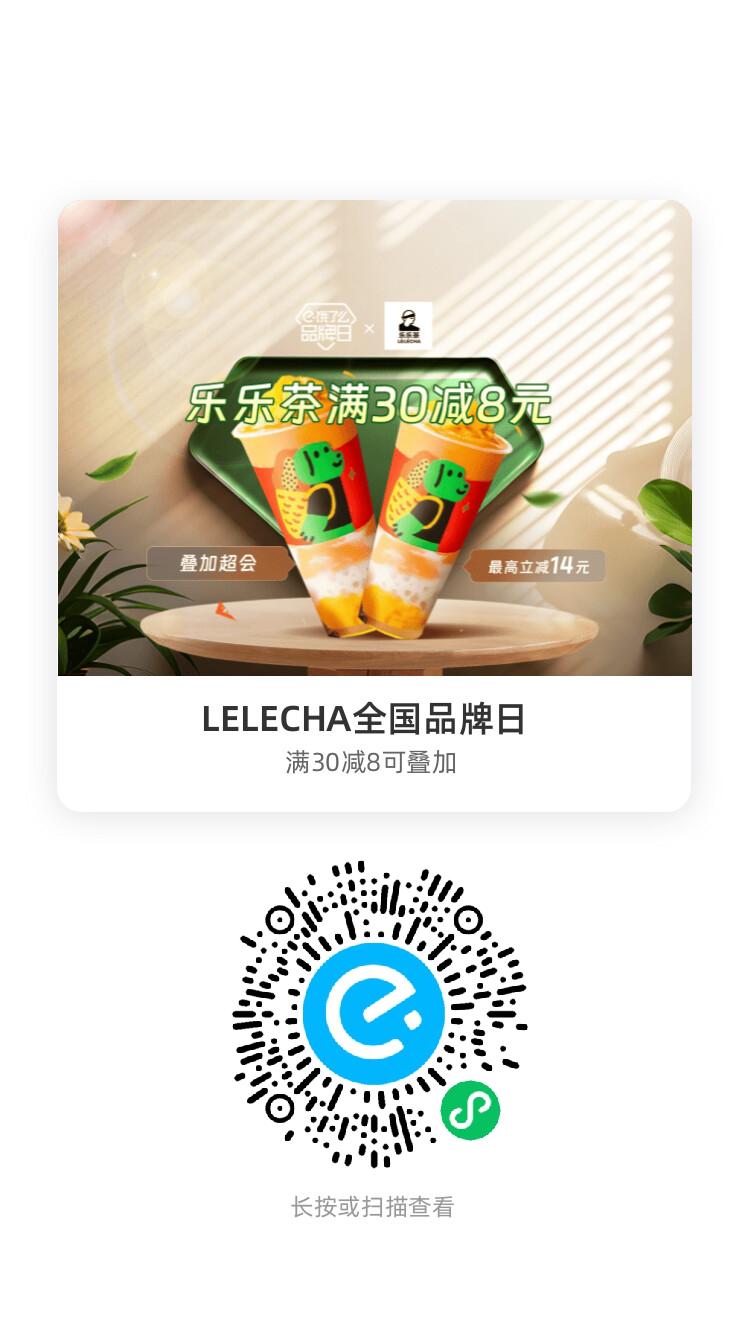 饿了么
品牌日
×
乐乐茶
LELECHA
乐乐茶满30减8元
叠加超会
最高立减14元
LELECHA全国品牌日
满30减8可叠加
长按或扫描查看